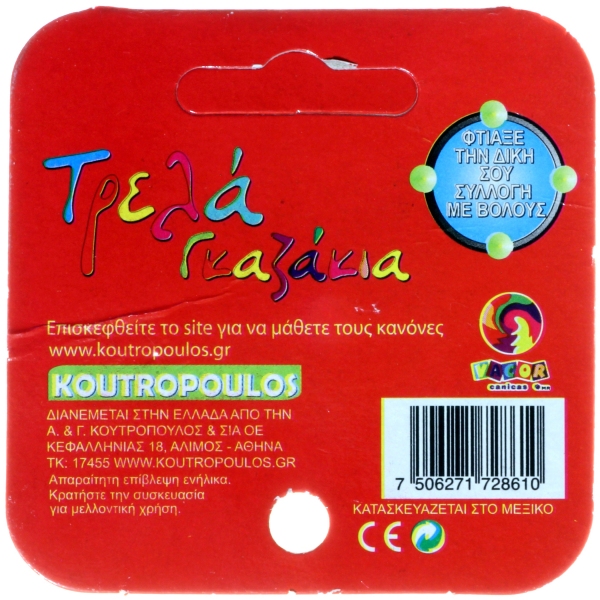 Τρελά
Γκαζάκια
ΦΤΙΑΞΕ
ΤΗΝ ΔΙΚΗ
ΣΟΥ
ΣΥΛΛΟΓΗ
ΜΕ ΒΟΛΟΥΣ
Επισκεφθείτε το site για να μάθετε τους κανόνες
www.koutropoulos.gr
KOUTROPOULOS
ΔΙΑΝΕΜΕΤΑΙ ΣΤΗΝ ΕΛΛΑΔΑ ΑΠΟ ΤΗΝ
Α. & Γ. ΚΟΥΤΡΟΠΟΥΛΟΣ & ΣΙΑ ΟΕ
ΚΕΦΑΛΛΗΝΙΑΣ 18, ΑΛΙΜΟΣ - ΑΘΗΝΑ
ΤΚ: 17455 WWW.KOUTROPOULOS.GR
Απαραίτητη επίβλεψη ενήλικα.
Κρατήστε την συσκευασία
για μελλοντική χρήση.
VACOR
canicas
7 506271 728610
ΚΑΤΑΣΚΕΥΑΖΕΤΑΙ ΣΤΟ ΜΕΞΙΚΟ
CE